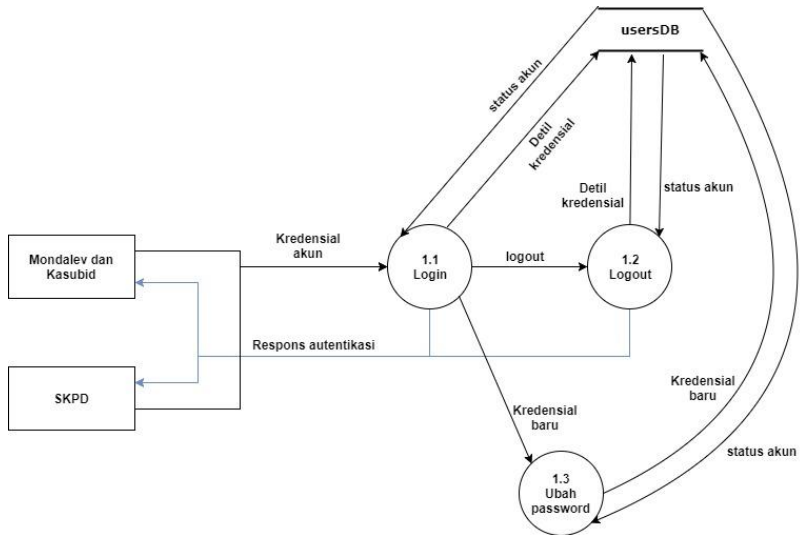 usersDB
status akun
Detil
kredensial
Detil
kredensial
status akun
Mondalev dan
Kasubid
Kredensial
akun
1.1
Login
logout
1.2
Logout
Respons autentikasi
SKPD
Kredensial
baru
Kredensial
baru
status akun
1.3
Ubah
password